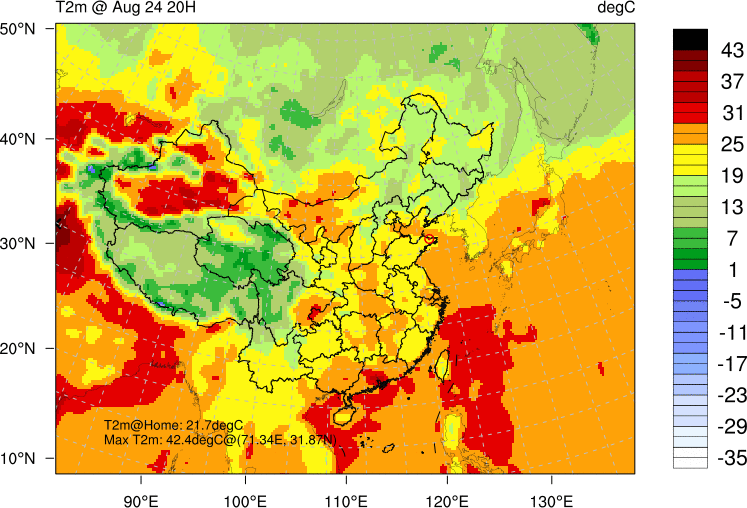 T2m @ Aug 24 20H
degC
50°N
40°N
30°N
20°N
10°N
90°E
100°E
110°E
120°E
130°E
T2m@Home: 21.7degC
Max T2m: 42.4degC@(71.34E, 31.87N)
43
37
31
25
19
13
7
1
-5
-11
-17
-23
-29
-35